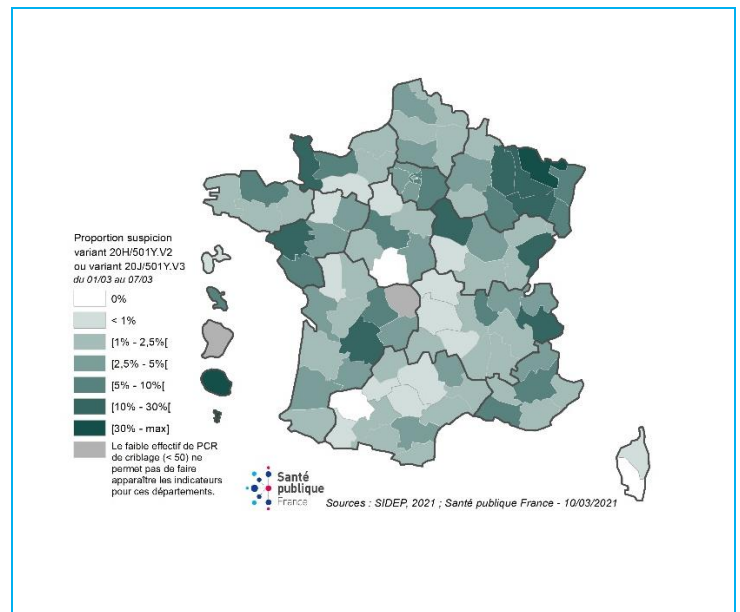 Proportion suspicion
variant 20H/501Y.V2
ou variant 20J/501Y.V3
du 01/03 au 07/03
0%
< 1%
[1% - 2,5%[
[2,5% - 5%[
[5% - 10%[
[10% - 30%[
[30% - max]
Le faible effectif de PCR
de criblage (< 50) ne
permet pas de faire
apparaître les indicateurs
pour ces départements.
Santé
publique
France
Sources : SIDEP, 2021 ; Santé publique France - 10/03/2021